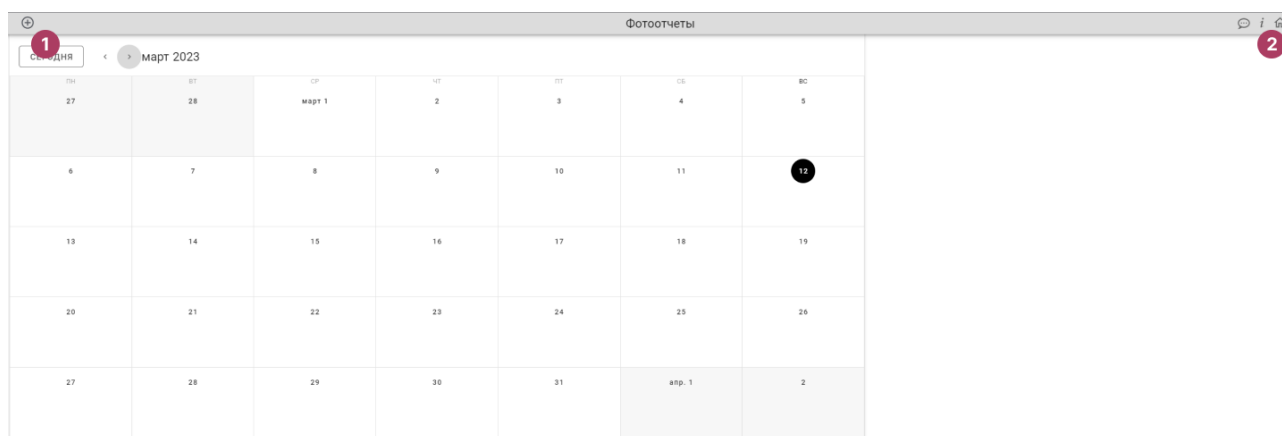 Фотоотчеты i
1 2
СЕГОДНЯ ‹ › март 2023
ПН ВТ СР ЧТ ПТ СБ ВС
27 28 март 1 2 3 4 5
6 7 8 9 10 11 12
13 14 15 16 17 18 19
20 21 22 23 24 25 26
27 28 29 30 31 апр. 1 2